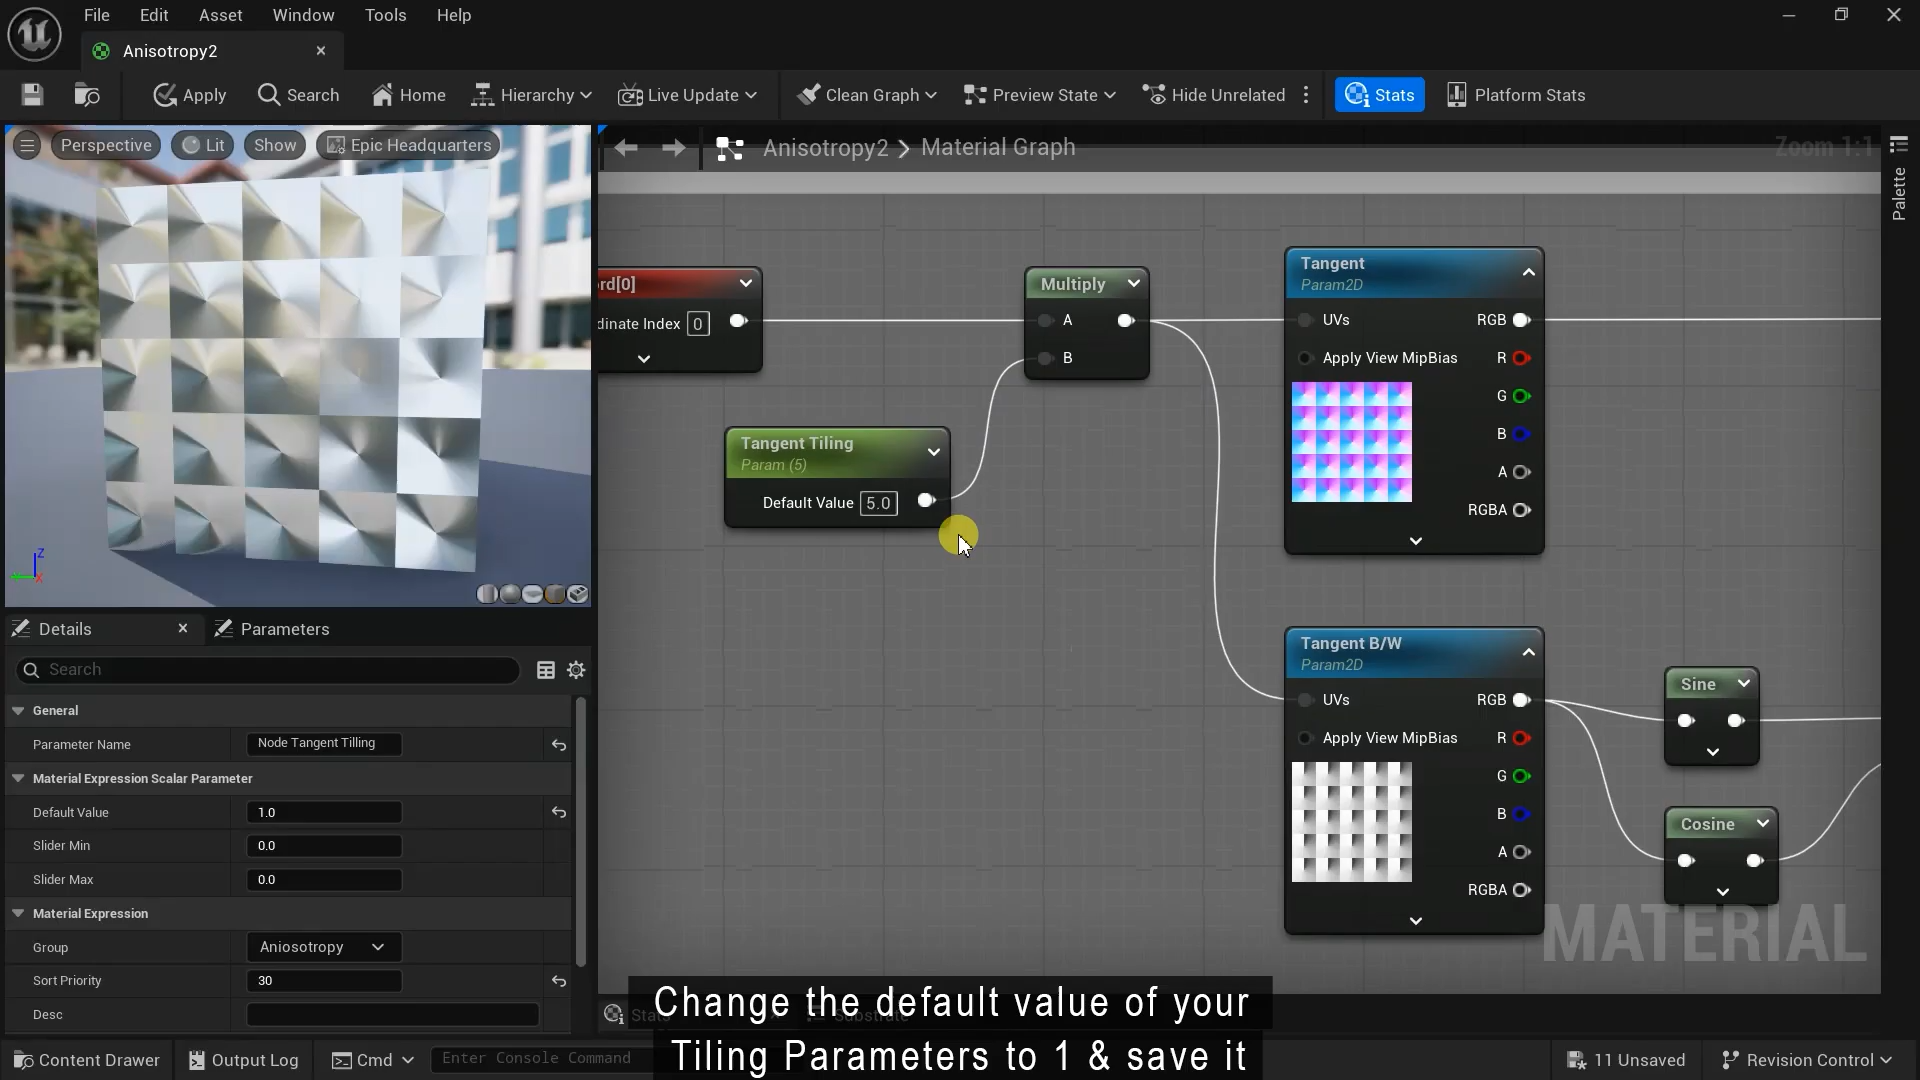 File Edit Asset Window Tools Help
Anisotropy2
Apply Search Home Hierarchy Live Update Clean Graph Preview State Hide Unrelated Stats Platform Stats
Perspective Lit Show Epic Headquarters
Anisotropy2 > Material Graph
Zoom 1:1
Palette
ord[0]
dinate Index 0
Multiply
A
B
Tangent Tiling
Param (5)
Default Value 5.0
Tangent
Param2D
UVs RGB
Apply View MipBias R
G
B
A
RGBA
Tangent B/W
Param2D
UVs RGB
Apply View MipBias R
G
B
A
RGBA
Sine
Cosine
MATERIAL
Z
X
Details Parameters
Search
General
Parameter Name Node Tangent Tilling
Material Expression Scalar Parameter
Default Value 1.0
Slider Min 0.0
Slider Max 0.0
Material Expression
Group Aniosotropy
Sort Priority 30
Desc
Stats Substrate
Change the default value of your
Tiling Parameters to 1 & save it
Content Drawer Output Log Cmd Enter Console Command 11 Unsaved Revision Control